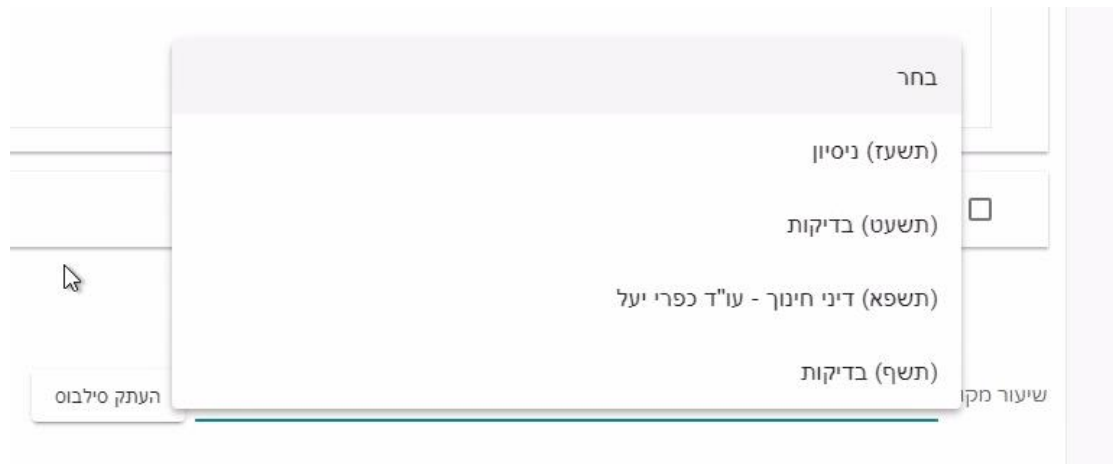 בחר
(תשעז) ניסיון
(תשעט) בדיקות
(תשפא) דיני חינוך - עו"ד כפרי יעל
(תשף) בדיקות
שיעור מקו
העתק סילבוס